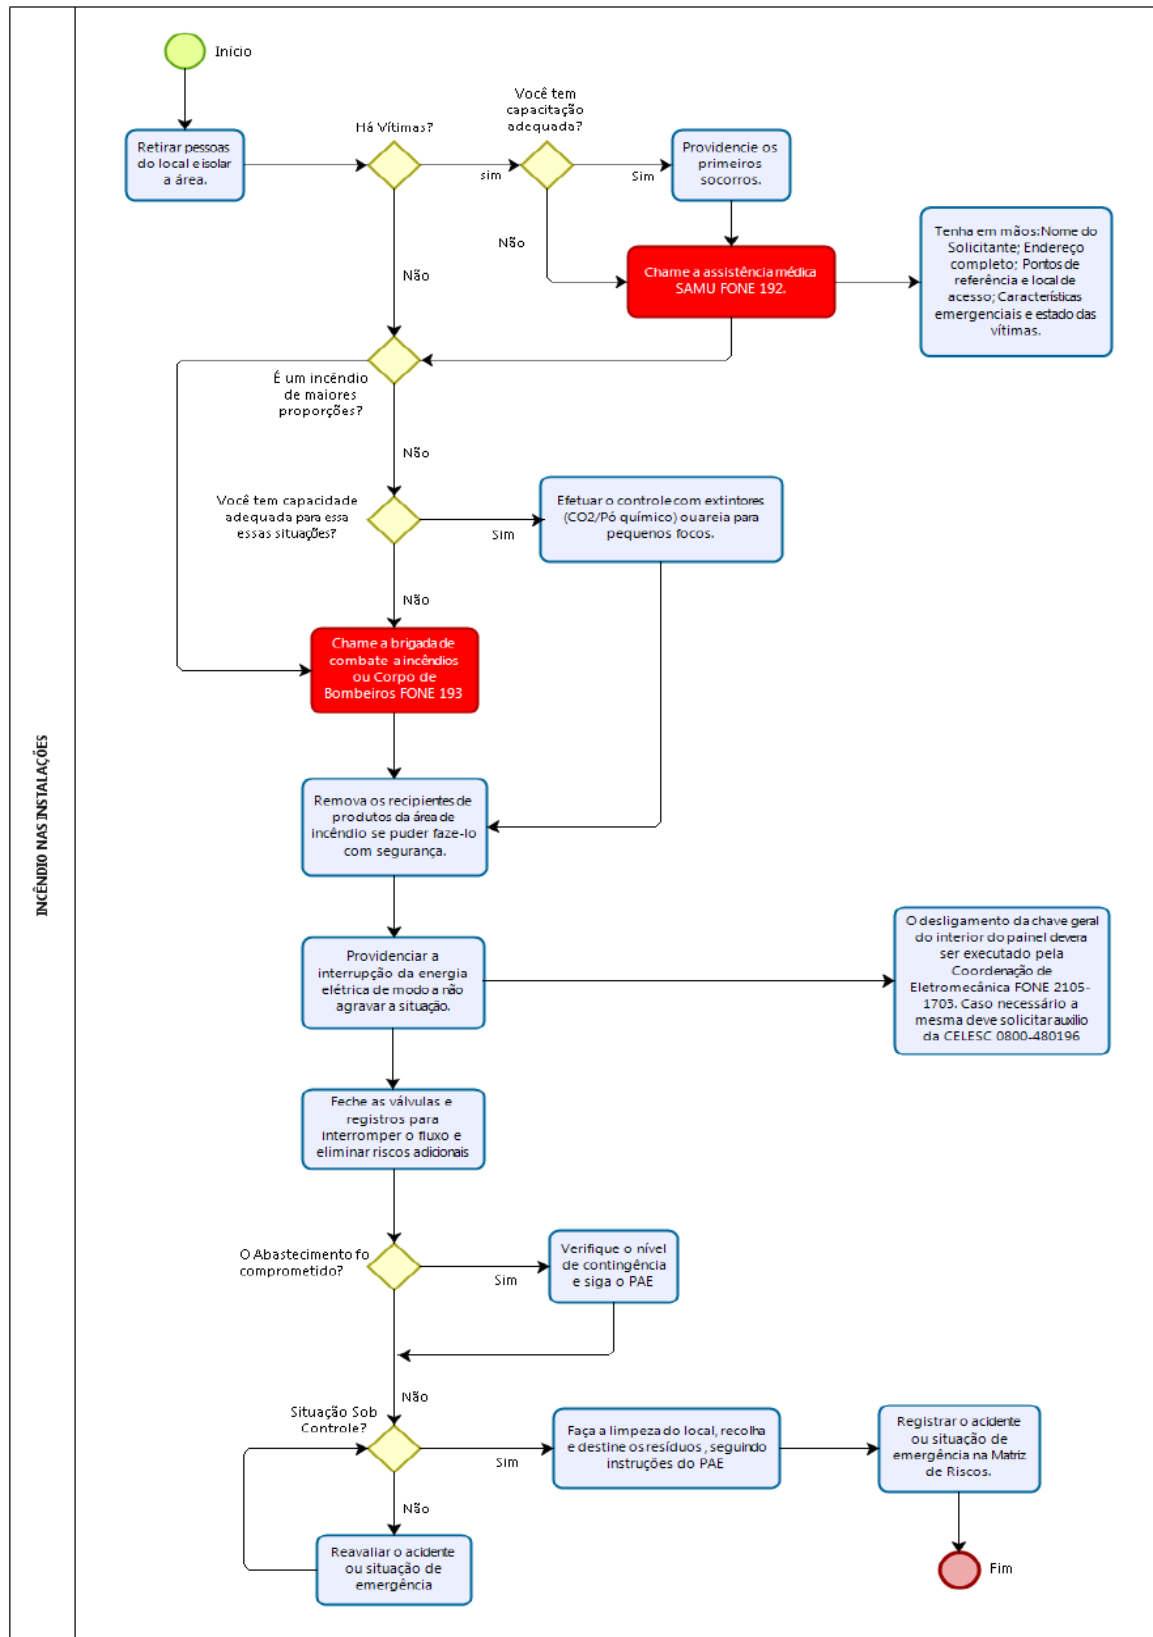 INCÊNDIO NAS INSTALAÇÕES
Início
Retirar pessoas
do local e isolar
a área.
Há Vítimas?
sim
Não
Você tem
capacitação
adequada?
Sim
Não
Providencie os
primeiros
socorros.
Chame a assistência médica
SAMU FONE 192.
Tenha em mãos:Nome do
Solicitante; Endereço
completo; Pontos de
referência e local de
acesso; Características
emergenciais e estado das
vítimas.
É um incêndio
de maiores
proporções?
Não
Você tem capacidade
adequada para essa
essas situações?
Sim
Não
Efetuar o controle com extintores
(CO2/Pó químico) ou areia para
pequenos focos.
Chame a brigada de
combate a incêndios
ou Corpo de
Bombeiros FONE 193
Remova os recipientes de
produtos da área de
incêndio se puder faze-lo
com segurança.
Providenciar a
interrupção da energia
elétrica de modo a não
agravar a situação.
O desligamento da chave geral
do interior do painel devera
ser executado pela
Coordenação de
Eletromecânica FONE 2105-
1703. Caso necessário a
mesma deve solicitar auxilio
da CELESC 0800-480196
Feche as válvulas e
registros para
interromper o fluxo e
eliminar riscos adicionais
O Abastecimento fo
comprometido?
Sim
Verifique o nível
de contingência
e siga o PAE
Não
Situação Sob
Controle?
Sim
Não
Faça a limpeza do local, recolha
e destine os resíduos , seguindo
instruções do PAE
Registrar o acidente
ou situação de
emergência na Matriz
de Riscos.
Reavaliar o acidente
ou situação de
emergência
Fim